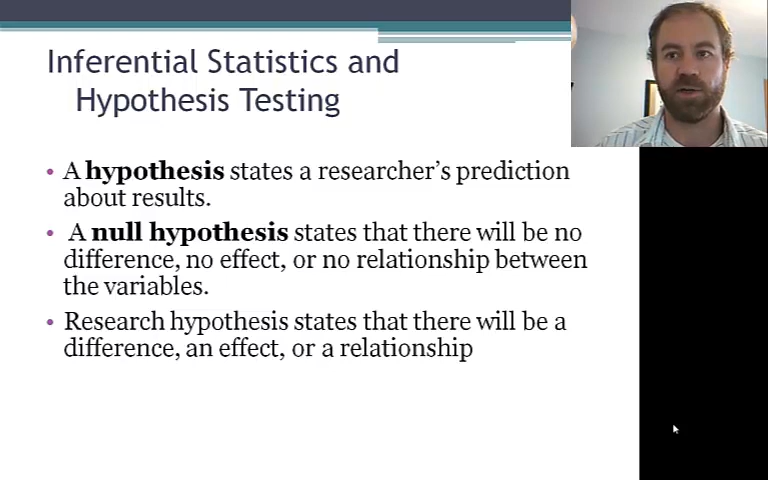 Inferential Statistics and
Hypothesis Testing
• A hypothesis states a researcher's prediction
about results.
• A null hypothesis states that there will be no
difference, no effect, or no relationship between
the variables.
• Research hypothesis states that there will be a
difference, an effect, or a relationship